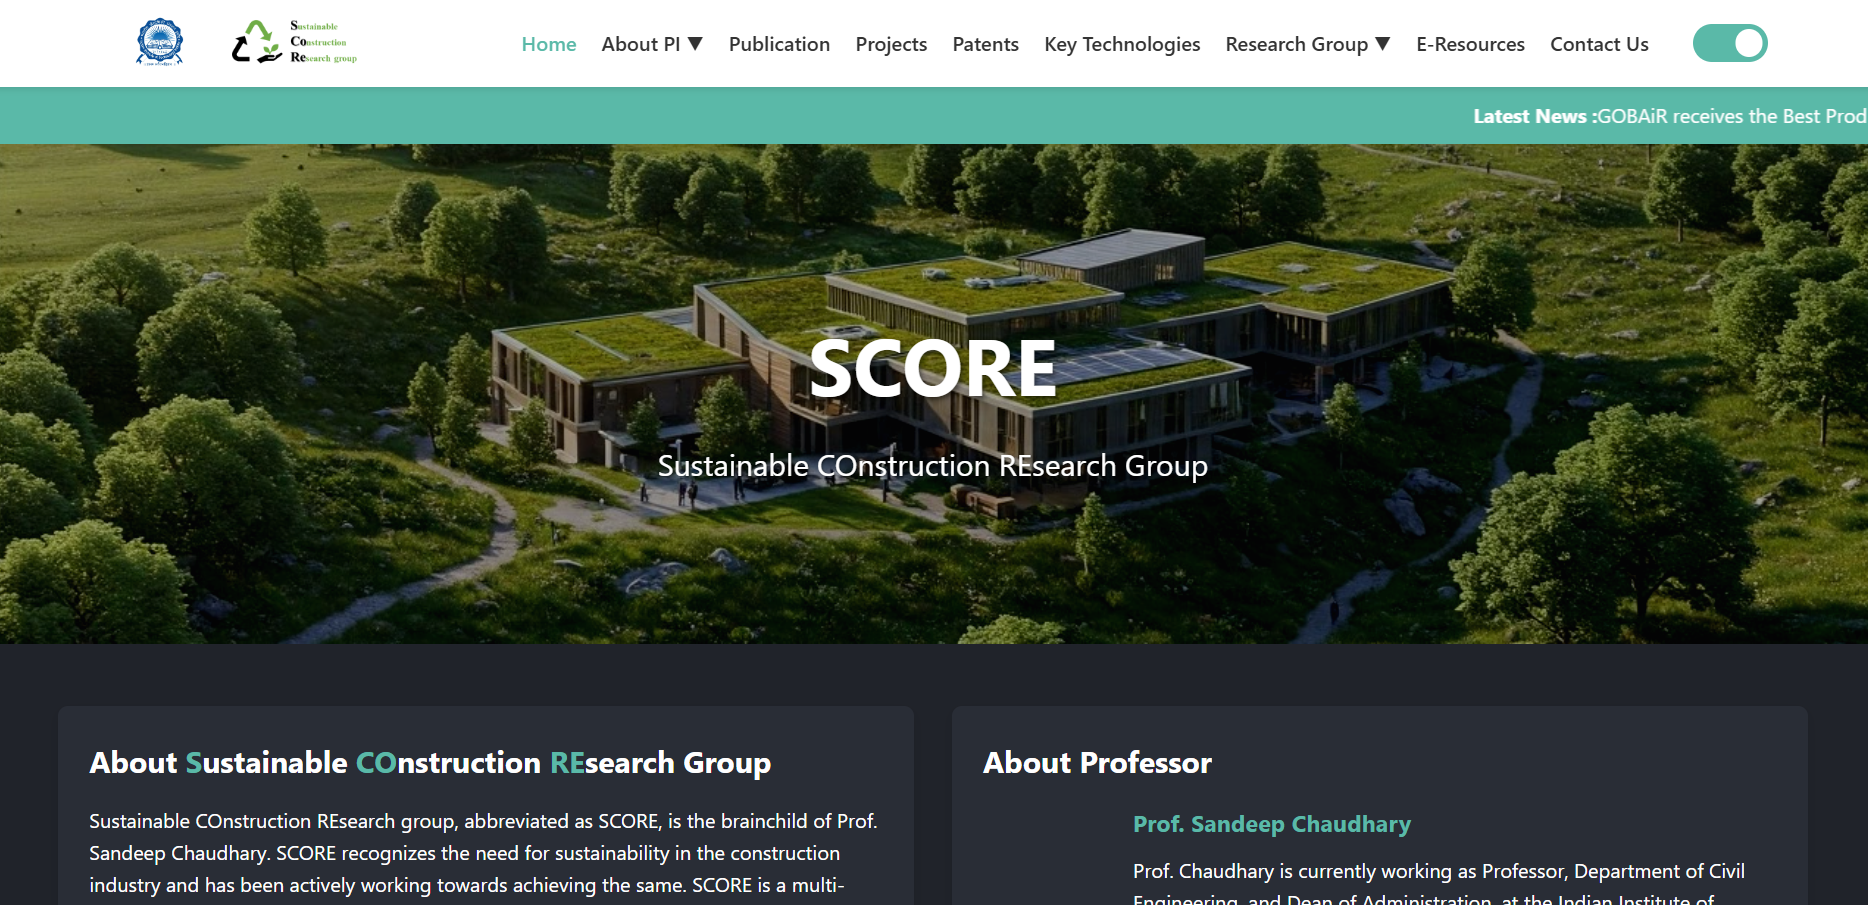 Sustainable
COnstruction
REsearch group
Home About PI ▼ Publication Projects Patents Key Technologies Research Group ▼ E-Resources Contact Us
Latest News :GOBAiR receives the Best Prod
SCORE
Sustainable COnstruction REsearch Group
About Sustainable COnstruction REsearch Group
Sustainable COnstruction REsearch group, abbreviated as SCORE, is the brainchild of Prof.
Sandeep Chaudhary. SCORE recognizes the need for sustainability in the construction
industry and has been actively working towards achieving the same. SCORE is a multi-
About Professor
Prof. Sandeep Chaudhary
Prof. Chaudhary is currently working as Professor, Department of Civil
Engineering, and Dean of Administration, at the Indian Institute of